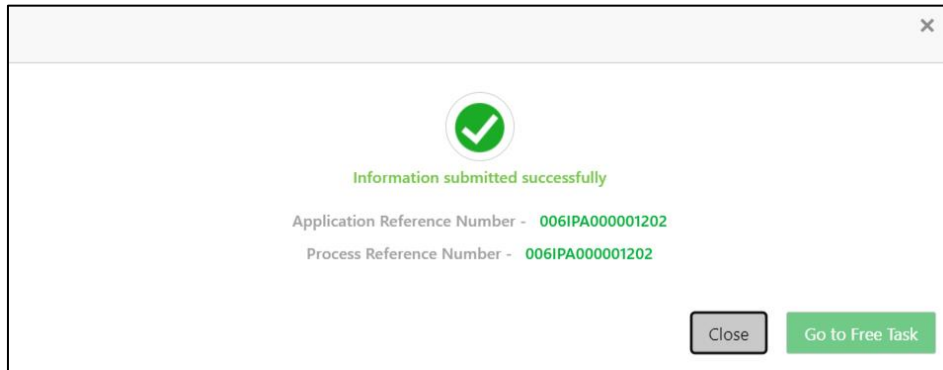 Information submitted successfully
Application Reference Number - 006IPA000001202
Process Reference Number - 006IPA000001202
Close Go to Free Task